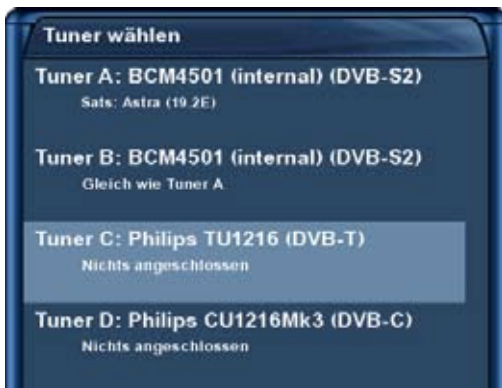 Tuner wählen
Tuner A: BCM4501 (internal) (DVB-S2)
Sats: Astra (19.2E)
Tuner B: BCM4501 (internal) (DVB-S2)
Gleich wie Tuner A
Tuner C: Philips TU1216 (DVB-T)
Nichts angeschlossen
Tuner D: Philips CU1216Mk3 (DVB-C)
Nichts angeschlossen